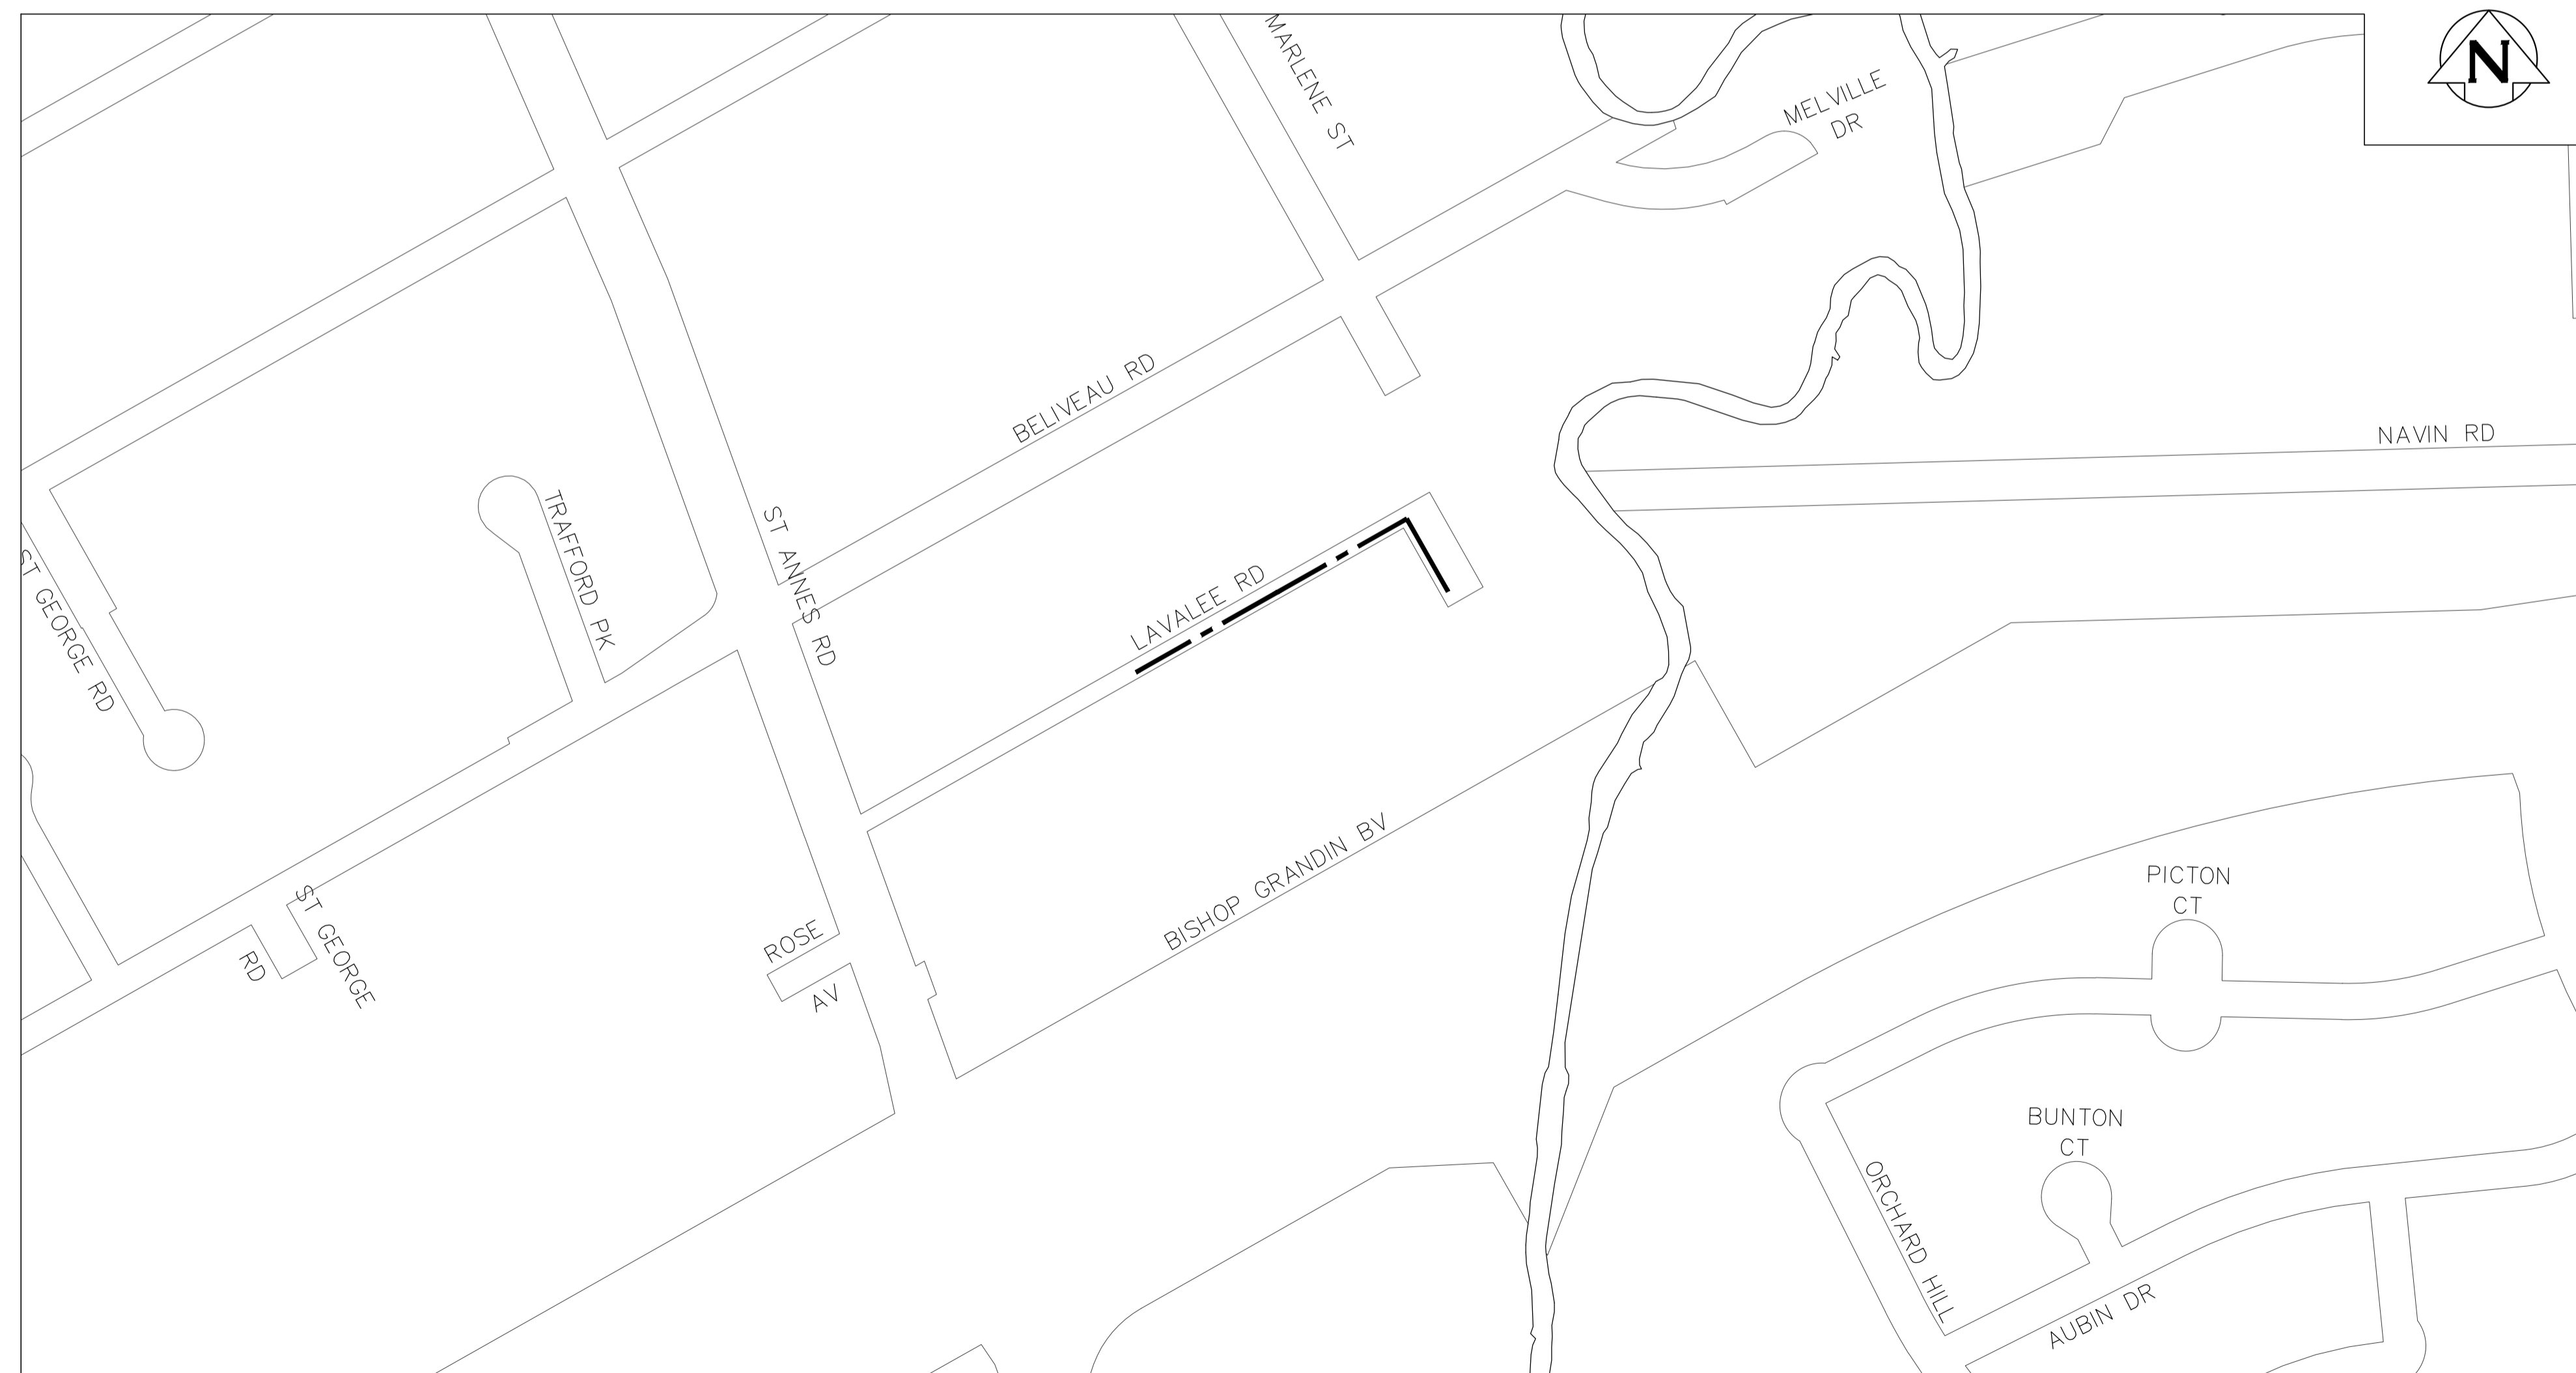 N
MARLENE ST
MELVILLE
DR
BELIVEAU RD
NAVIN RD
TRAFFORD PK
ST ANNES RD
ST GEORGE RD
LAVALEE RD
BISHOP GRANDIN BV
PICTON
CT
ST GEORGE
RD
ROSE
AV
BUNTON
CT
ORCHARD HILL
AUBIN DR